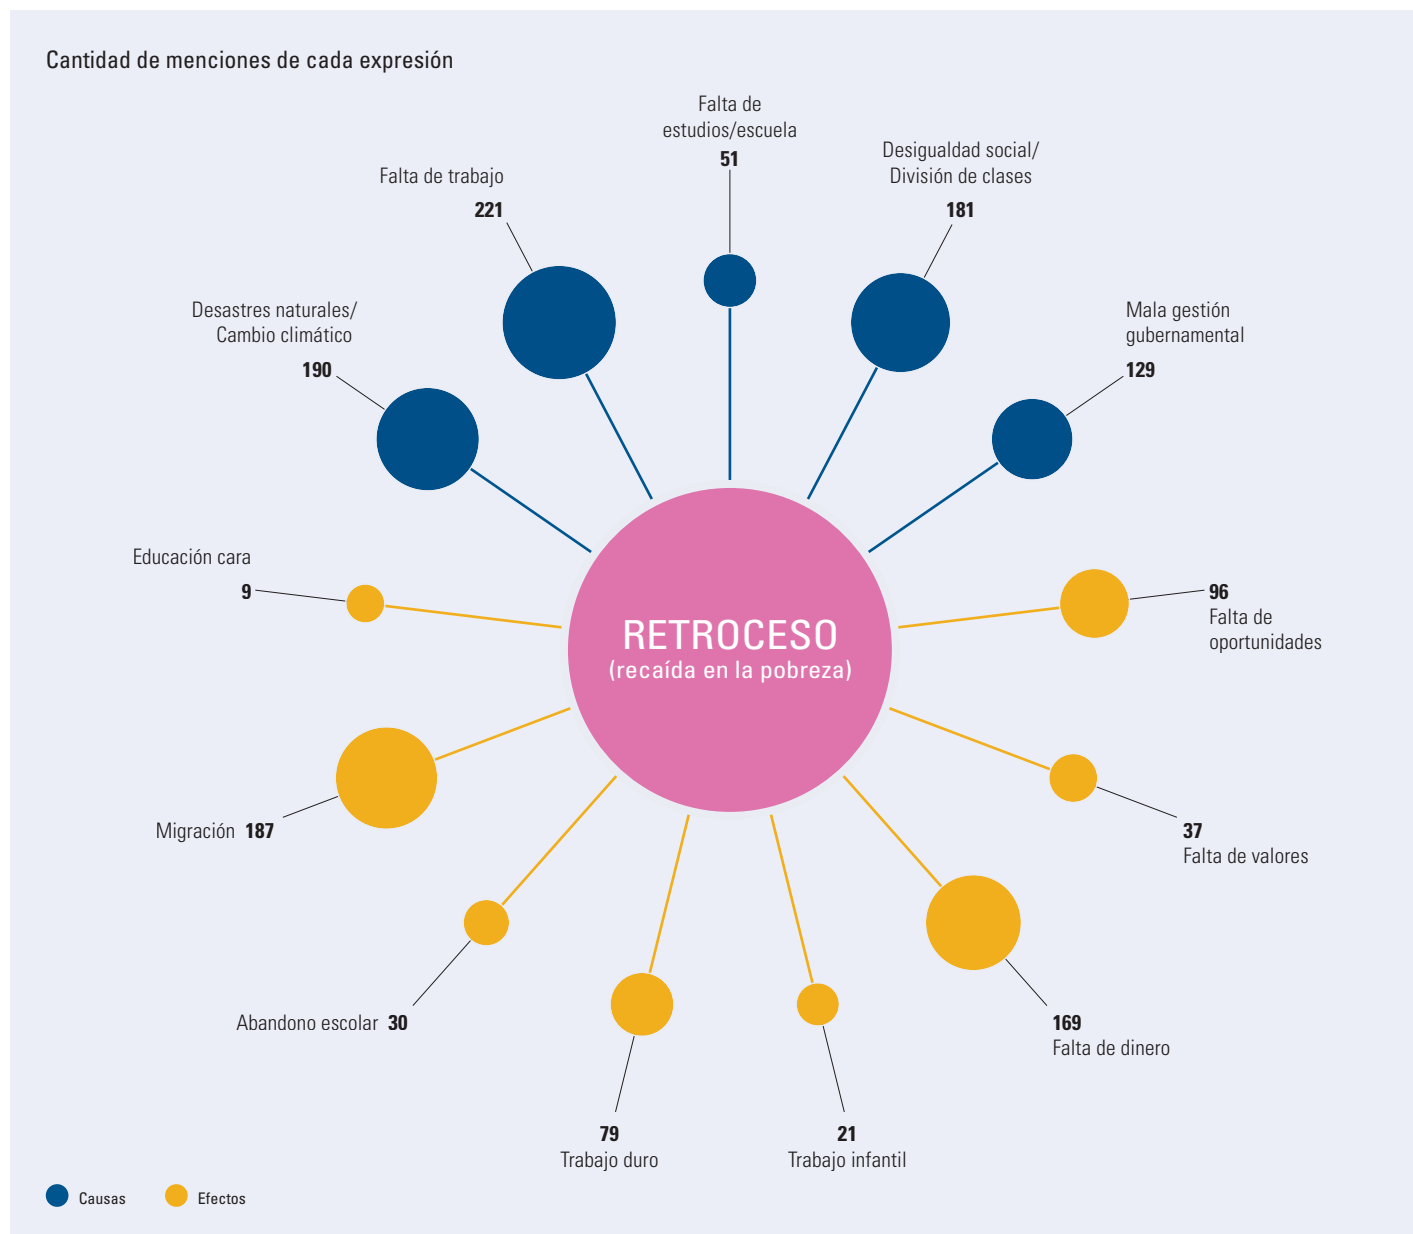 Cantidad de menciones de cada expresión
Falta de
estudios/escuela
51
Desigualdad social/
División de clases
181
Falta de trabajo
221
Desastres naturales/
Cambio climático
190
Mala gestión
gubernamental
129
Educación cara
9
96
Falta de
oportunidades
RETROCESO
(recaída en la pobreza)
Migración 187
37
Falta de valores
Abandono escolar 30
169
Falta de dinero
79
Trabajo duro
21
Trabajo infantil
Causas
Efectos